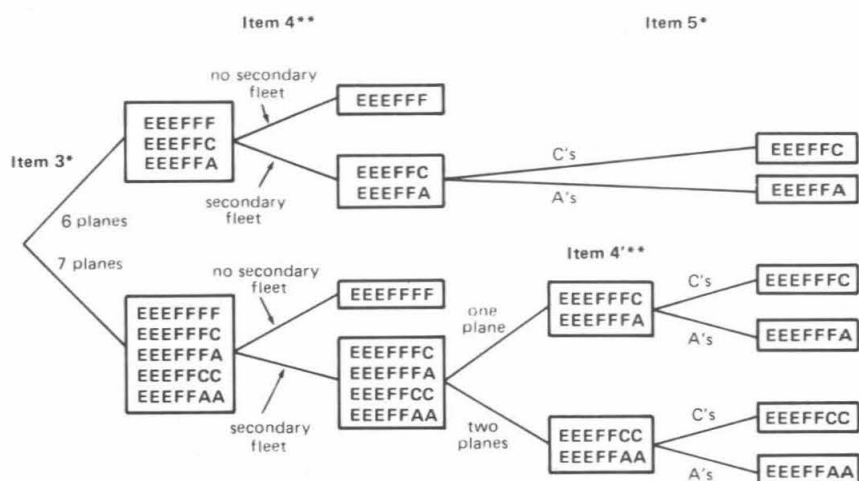 Item 4**
Item 5*
no secondary
fleet
EEEFFF
EEEFFF
EEEFFC
EEEFFA
Item 3*
EEEFFC
EEEFFA
C's
EEEFFC
A's
EEEFFA
secondary
fleet
6 planes
7 planes
no secondary
fleet
EEEFFFF
Item 4'**
EEEFFFF
EEEFFFC
EEEFFFA
EEEFFCC
EEEFFAA
one
plane
EEEFFFC
EEEFFFA
C's
EEEFFFC
A's
EEEFFFA
EEEFFFC
EEEFFFA
EEEFFCC
EEEFFAA
secondary
fleet
two
planes
EEEFFCC
EEEFFAA
C's
EEEFFCC
A's
EEEFFAA